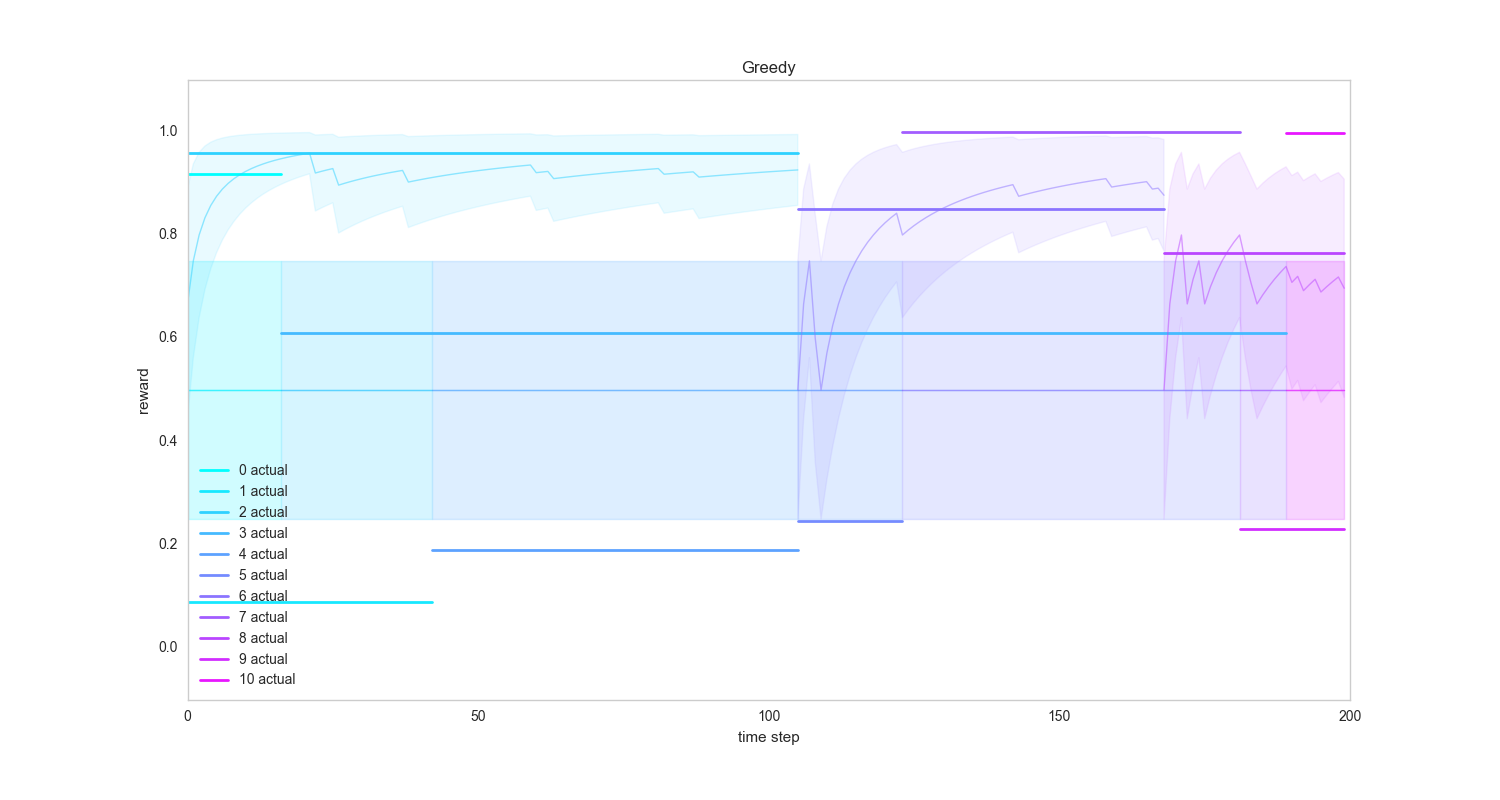 Greedy
1.0
0.8
0.6
0.4
0.2
0.0
reward
0 actual
1 actual
2 actual
3 actual
4 actual
5 actual
6 actual
7 actual
8 actual
9 actual
10 actual
0
50
100
150
200
time step